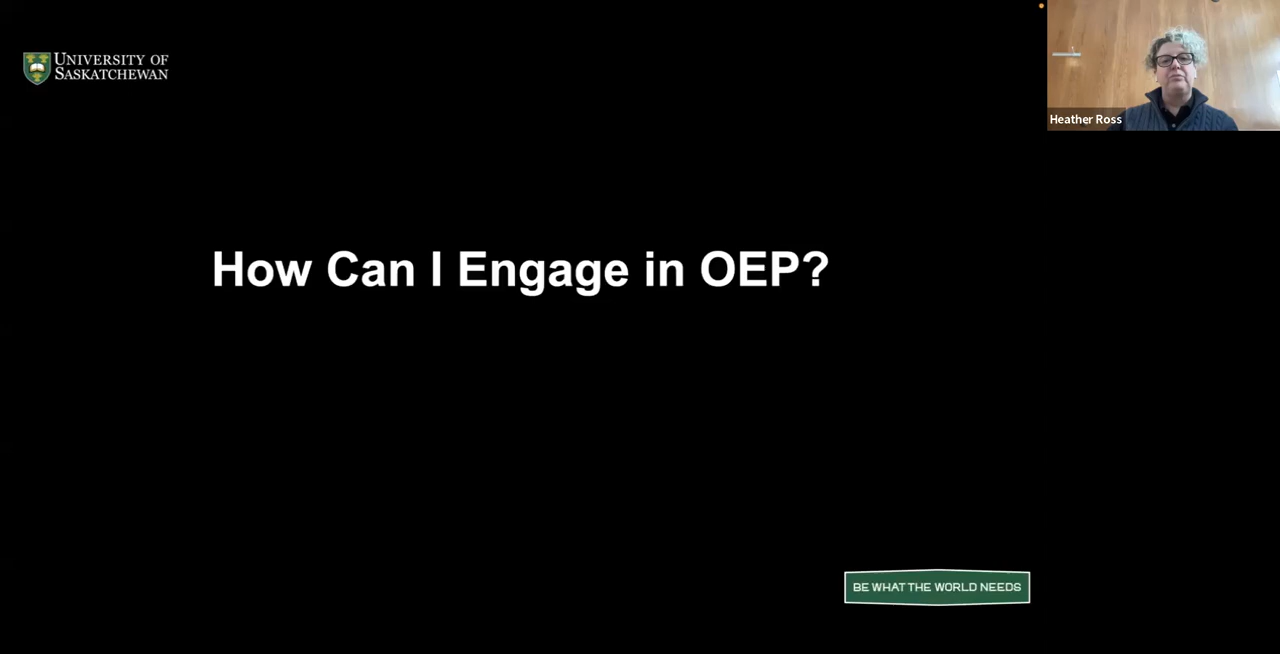 UNIVERSITY OF
SASKATCHEWAN
Heather Ross
How Can I Engage in OEP?
BE WHAT THE WORLD NEEDS